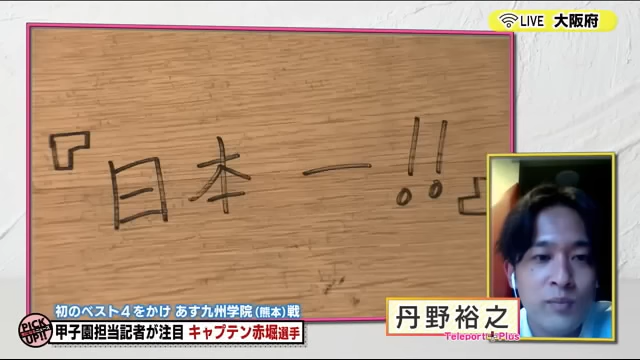 LIVE 大阪府
『日本一!!』
初のベスト4をかけ あす九州学院(熊本)戦
PICK UP!!
甲子園担当記者が注目 キャプテン赤堀選手
丹野裕之
Teleport Plus